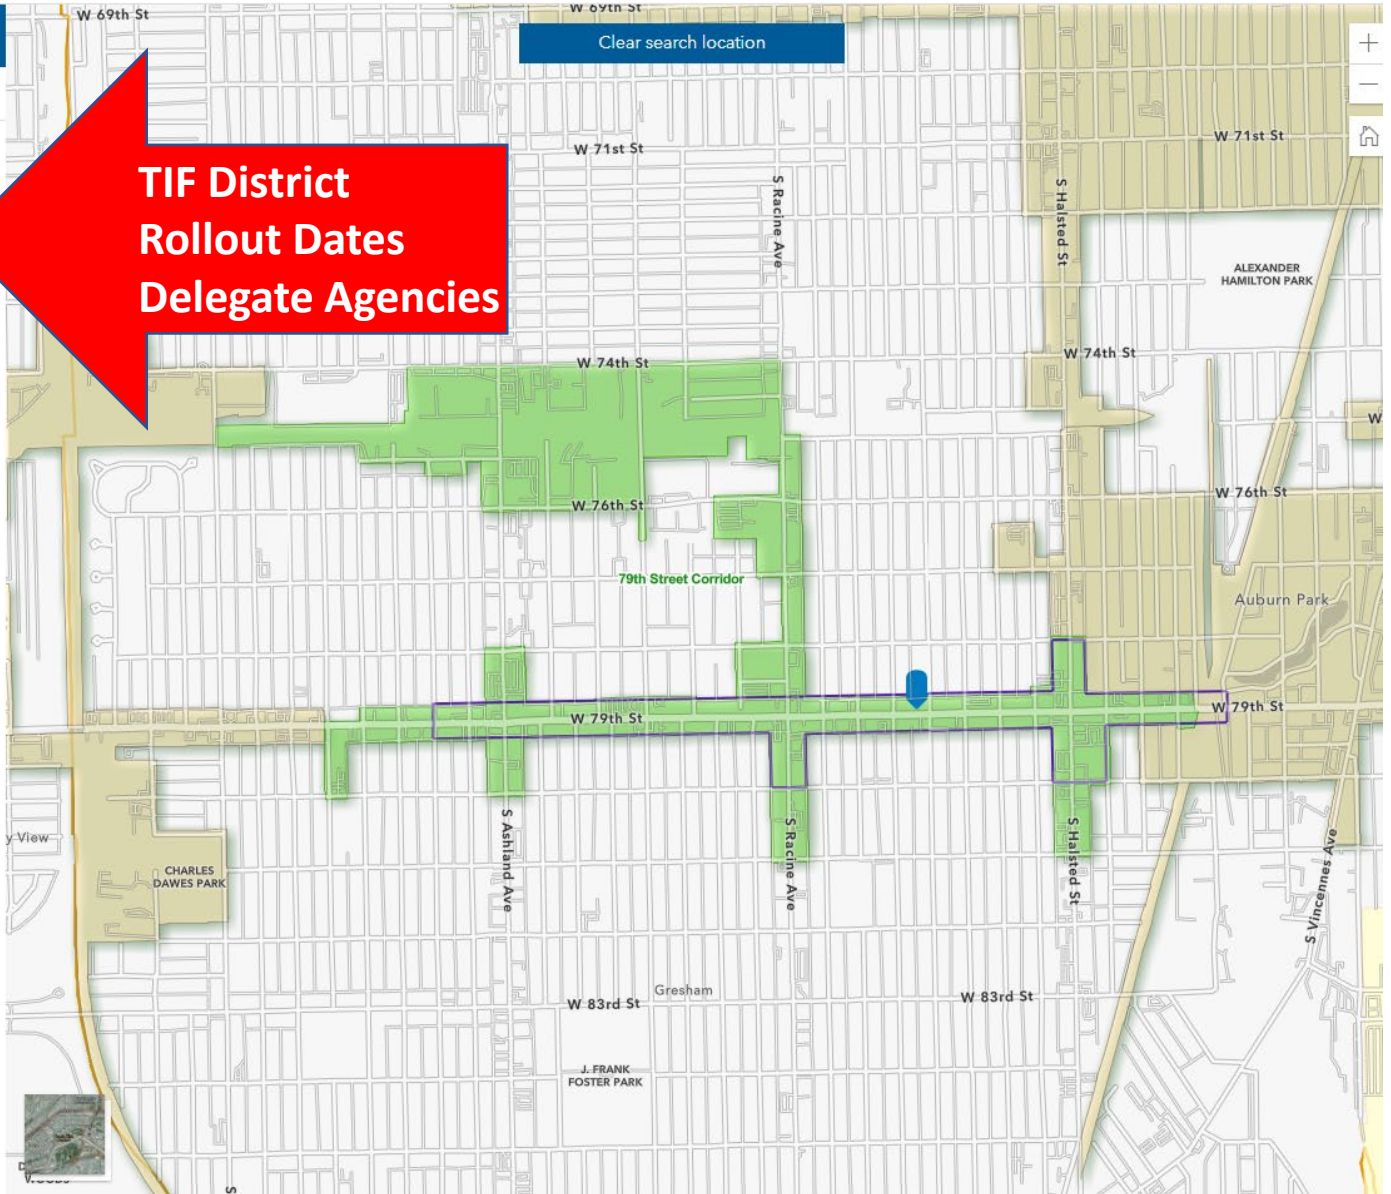 W 69th St
W 69th St
Clear search location
TIF District
Rollout Dates
Delegate Agencies
W 71st St
W 71st St
S Racine Ave
S Halsted St
ALEXANDER
HAMILTON PARK
W 74th St
W 74th St
W
W 76th St
W 76th St
79th Street Corridor
Auburn Park
W 79th St
W 79th St
y View
CHARLES
DAWES PARK
S Ashland Ave
S Racine Ave
S Halsted St
S Vincennes Ave
Gresham
W 83rd St
W 83rd St
J. FRANK
FOSTER PARK
S